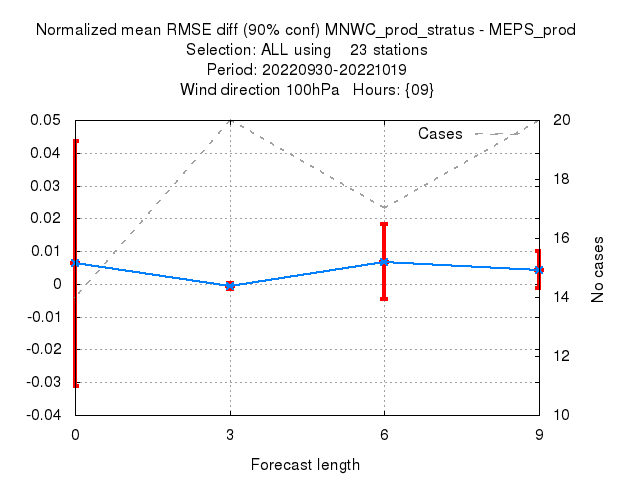 Normalized mean RMSE diff (90% conf) MNWC_prod_stratus - MEPS_prod
Selection: ALL using    23 stations
Period: 20220930-20221019
Wind direction 100hPa   Hours: {09}
Cases
0.05
0.04
0.03
0.02
0.01
0
-0.01
-0.02
-0.03
-0.04
20
18
16
14
12
10
No cases
0 3 6 9
Forecast length